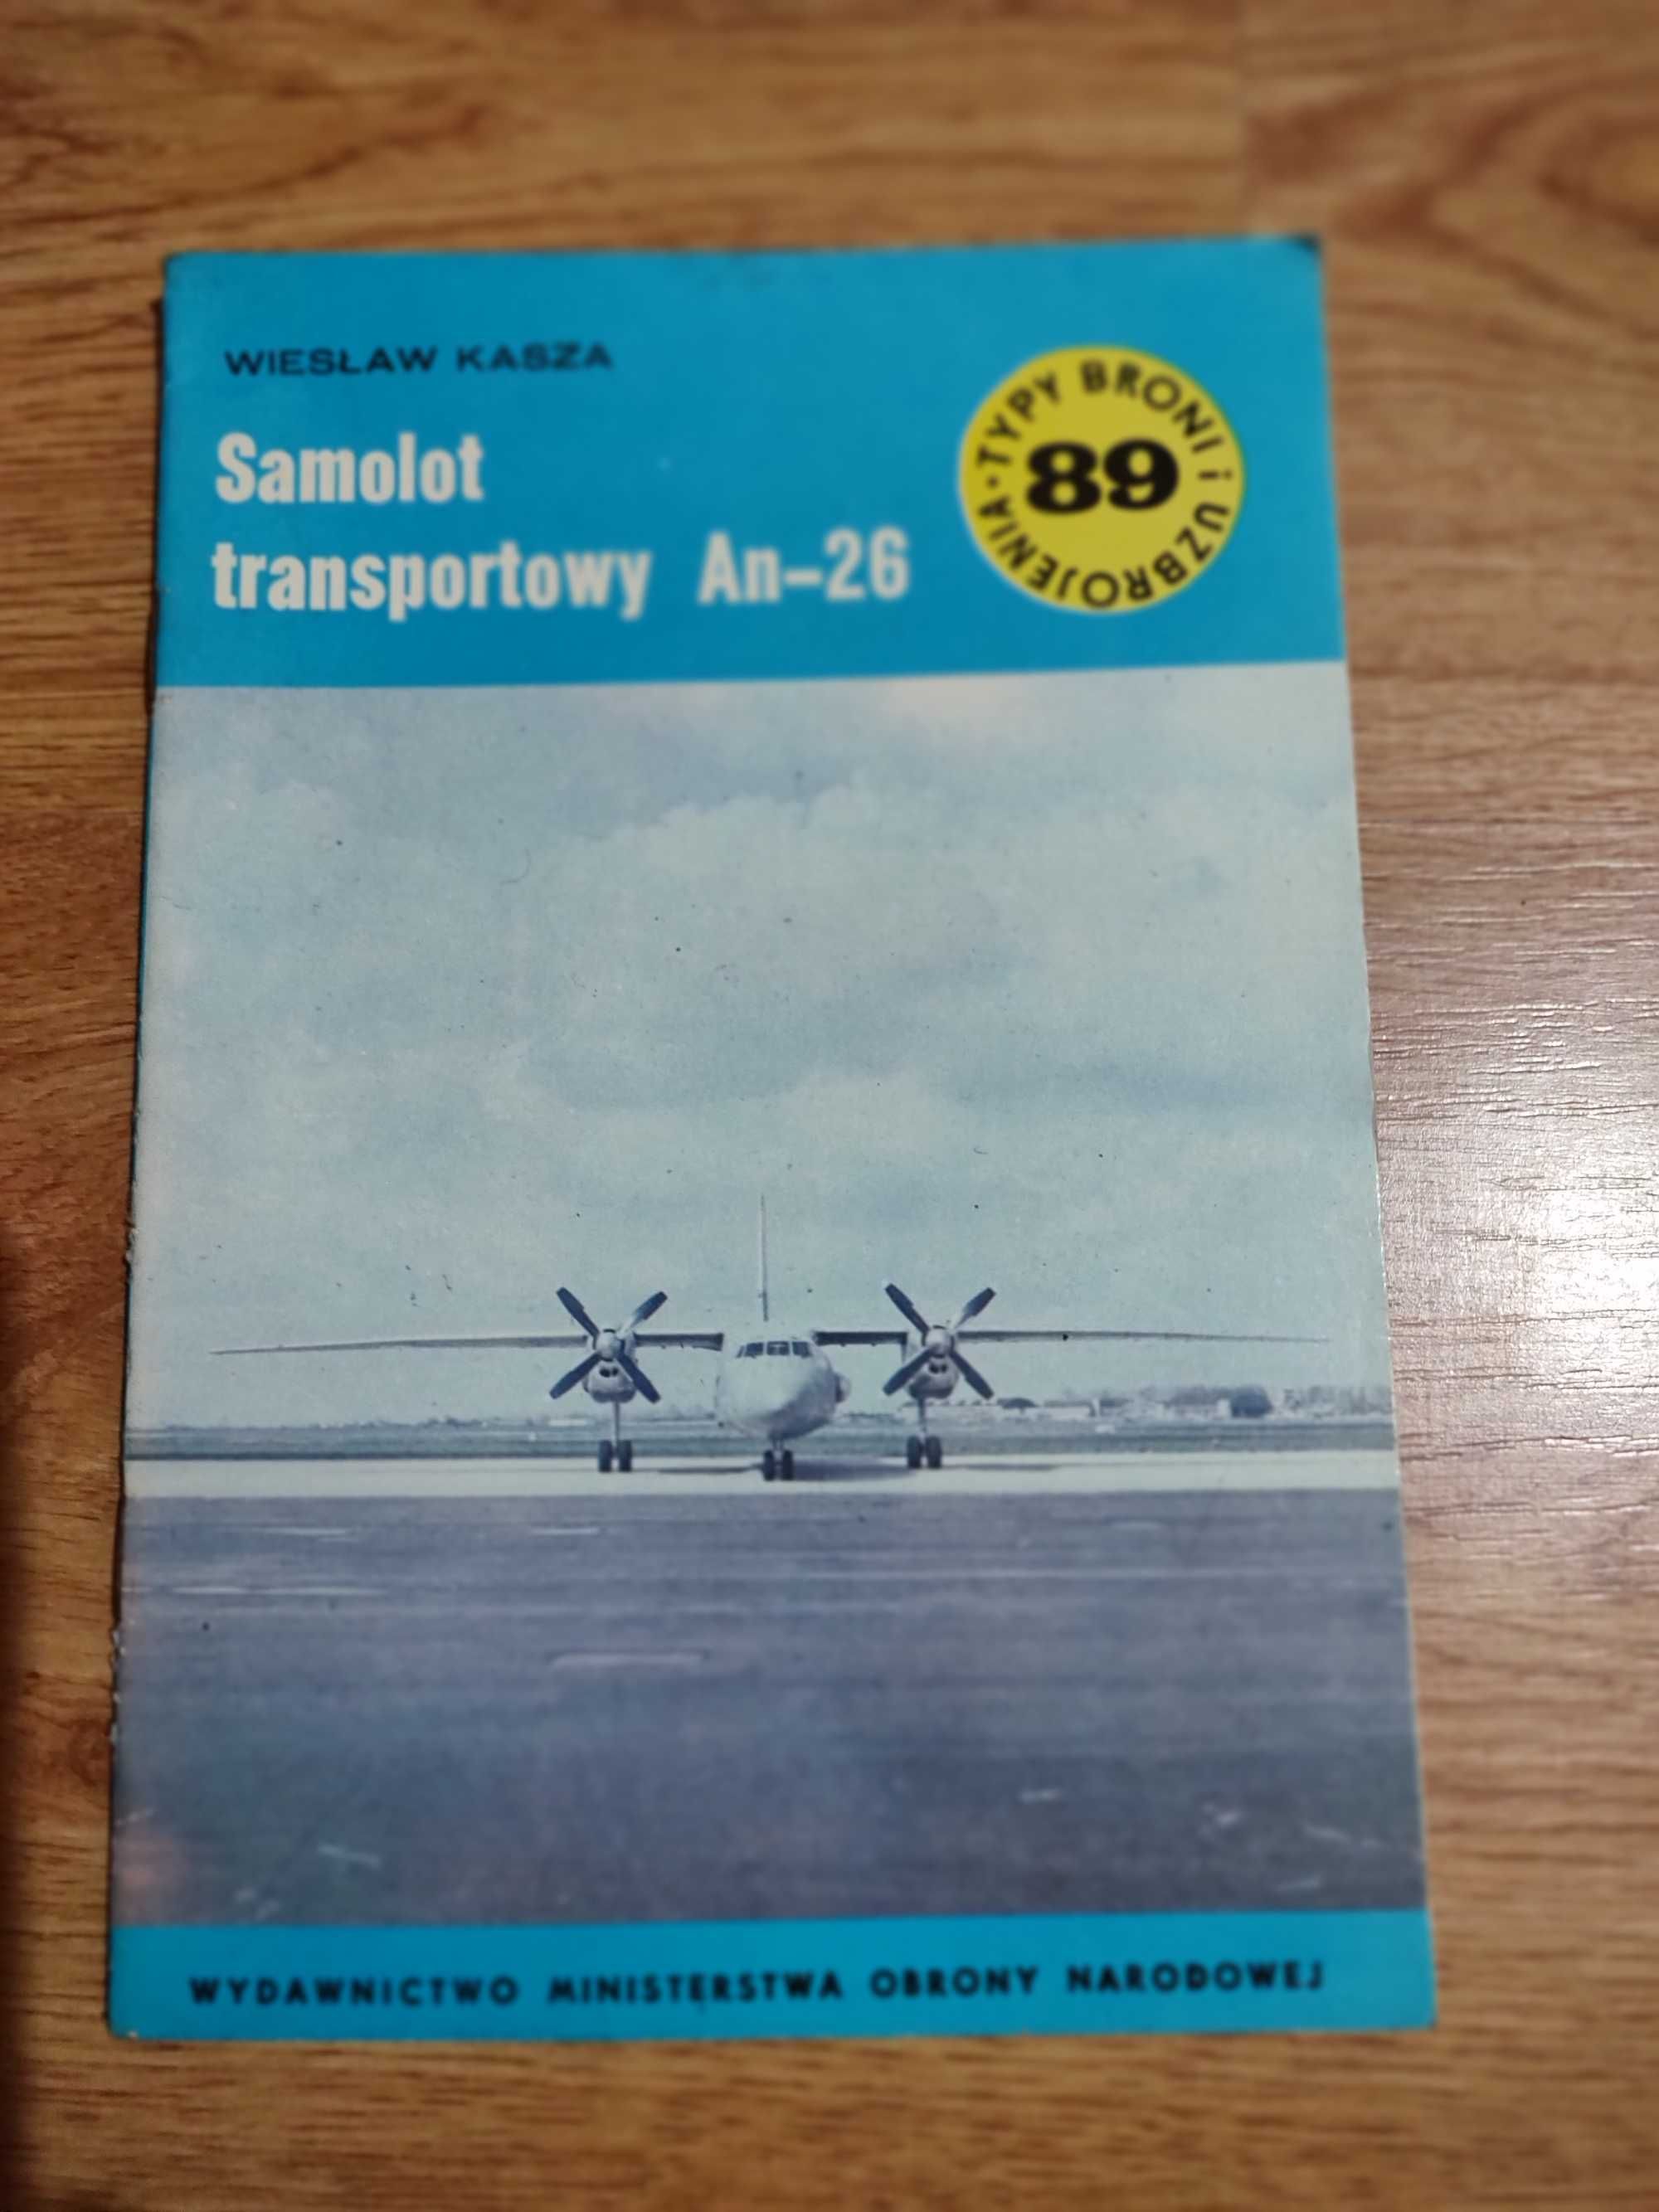 WIESŁAW KASZA
Samolot
transportowy An-26
TYPY BRONI i UZBROJENIA •
89
WYDAWNICTWO MINISTERSTWA OBRONY NARODOWEJ